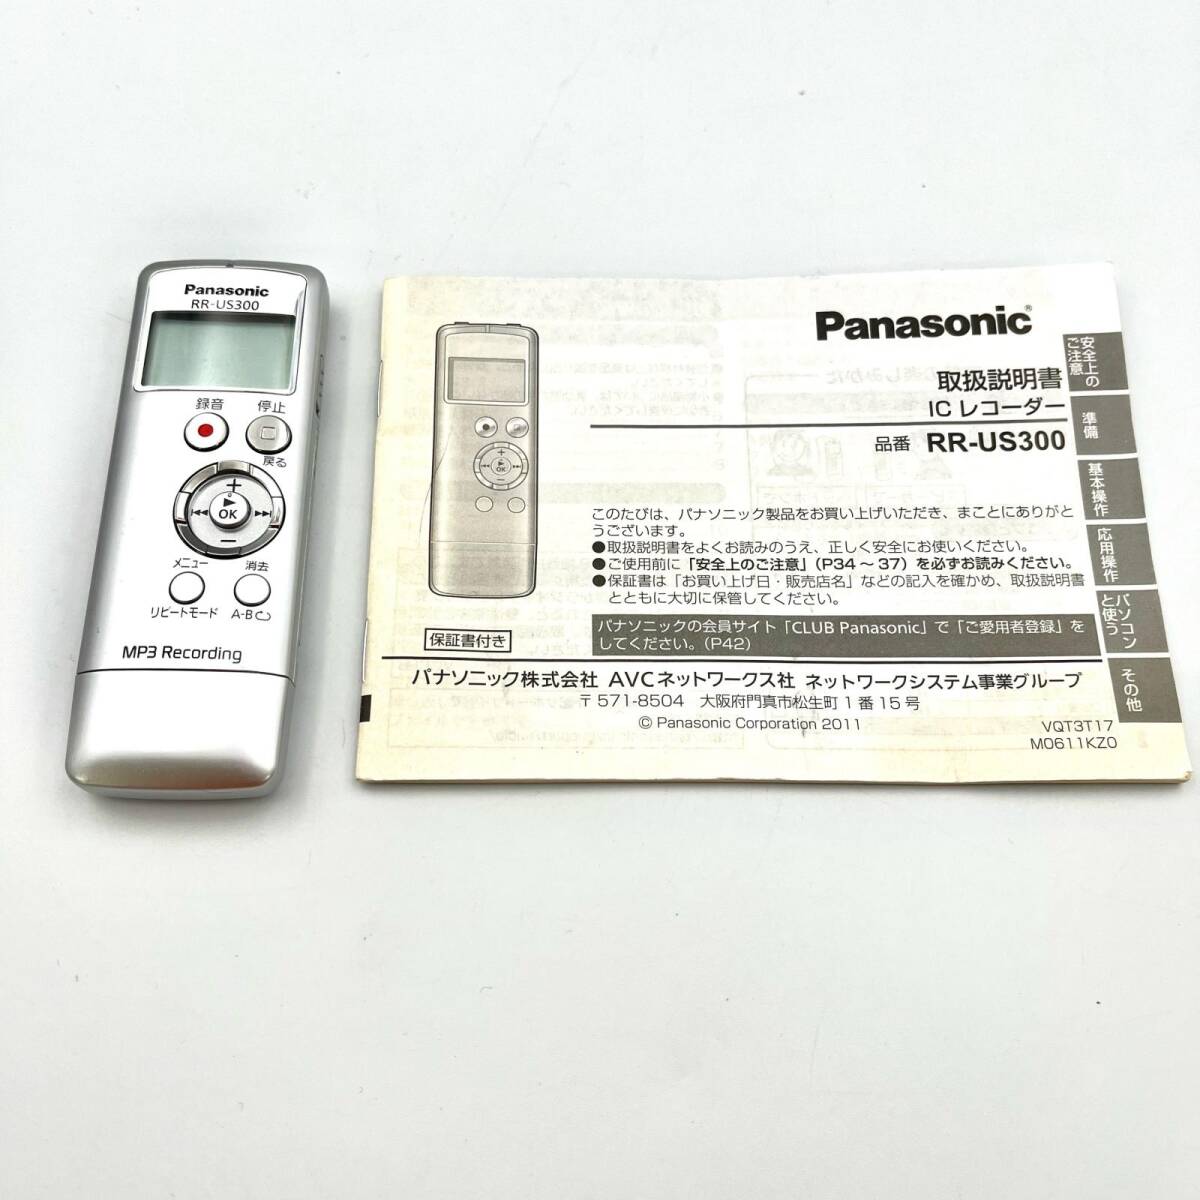 Panasonic
RR-US300
録音
停止
戻る
+
OK
−
メニュー
消去
リピートモード
A-B
MP3 Recording
Panasonic®
取扱説明書
IC レコーダー
品番 RR-US300
このたびは、パナソニック製品をお買い上げいただき、まことにありがと
うございます。
●取扱説明書をよくお読みのうえ、正しく安全にお使いください。
●ご使用前に「安全上のご注意」(P34～37)を必ずお読みください。
●保証書は「お買い上げ日・販売店名」などの記入を確かめ、取扱説明書
とともに大切に保管してください。
保証書付き
パナソニックの会員サイト「CLUB Panasonic」で「ご愛用者登録」を
してください。(P42)
パナソニック株式会社 AVCネットワークス社 ネットワークシステム事業グループ
〒571-8504 大阪府門真市松生町1番15号
© Panasonic Corporation 2011
VQT3T17
M0611KZ0
安全上の
ご注意
準備
基本操作
応用操作
パソコン
と使う
その他
+
OK
−